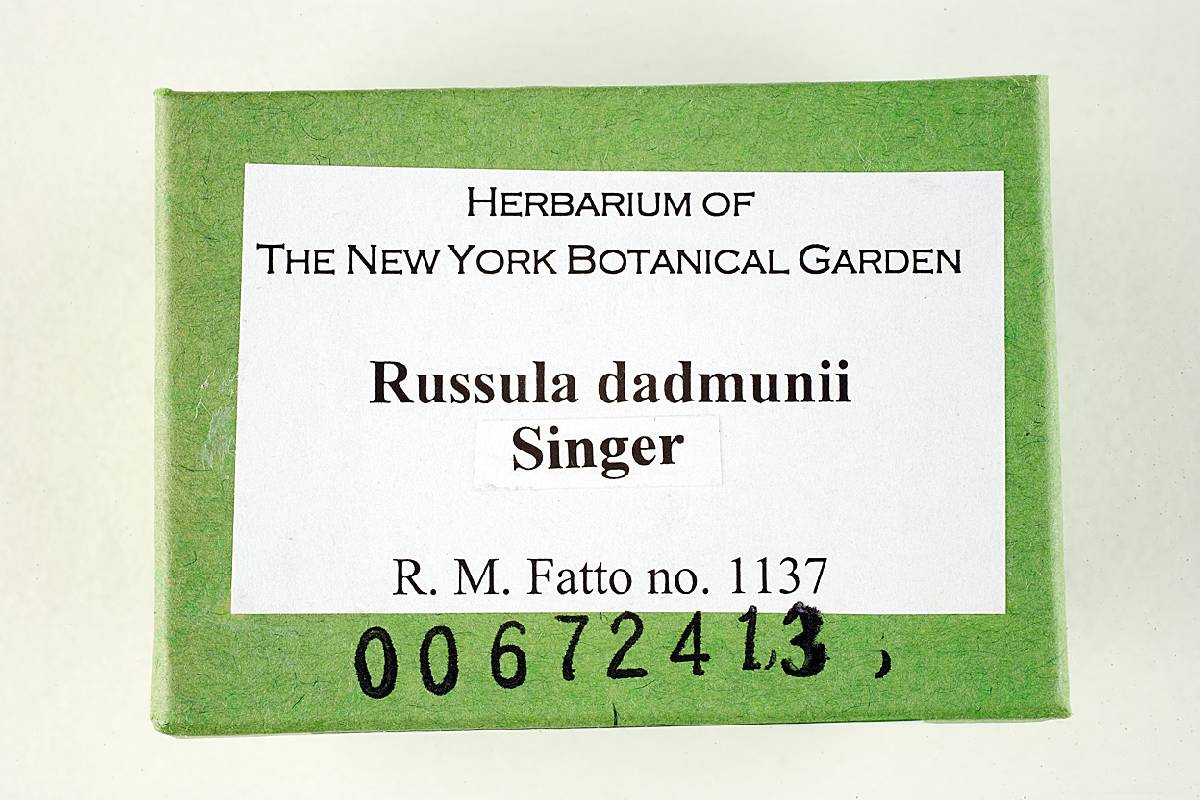 HERBARIUM OF
THE NEW YORK BOTANICAL GARDEN
Russula dadmunii
Singer
R. M. Fatto no. 1137
00672413